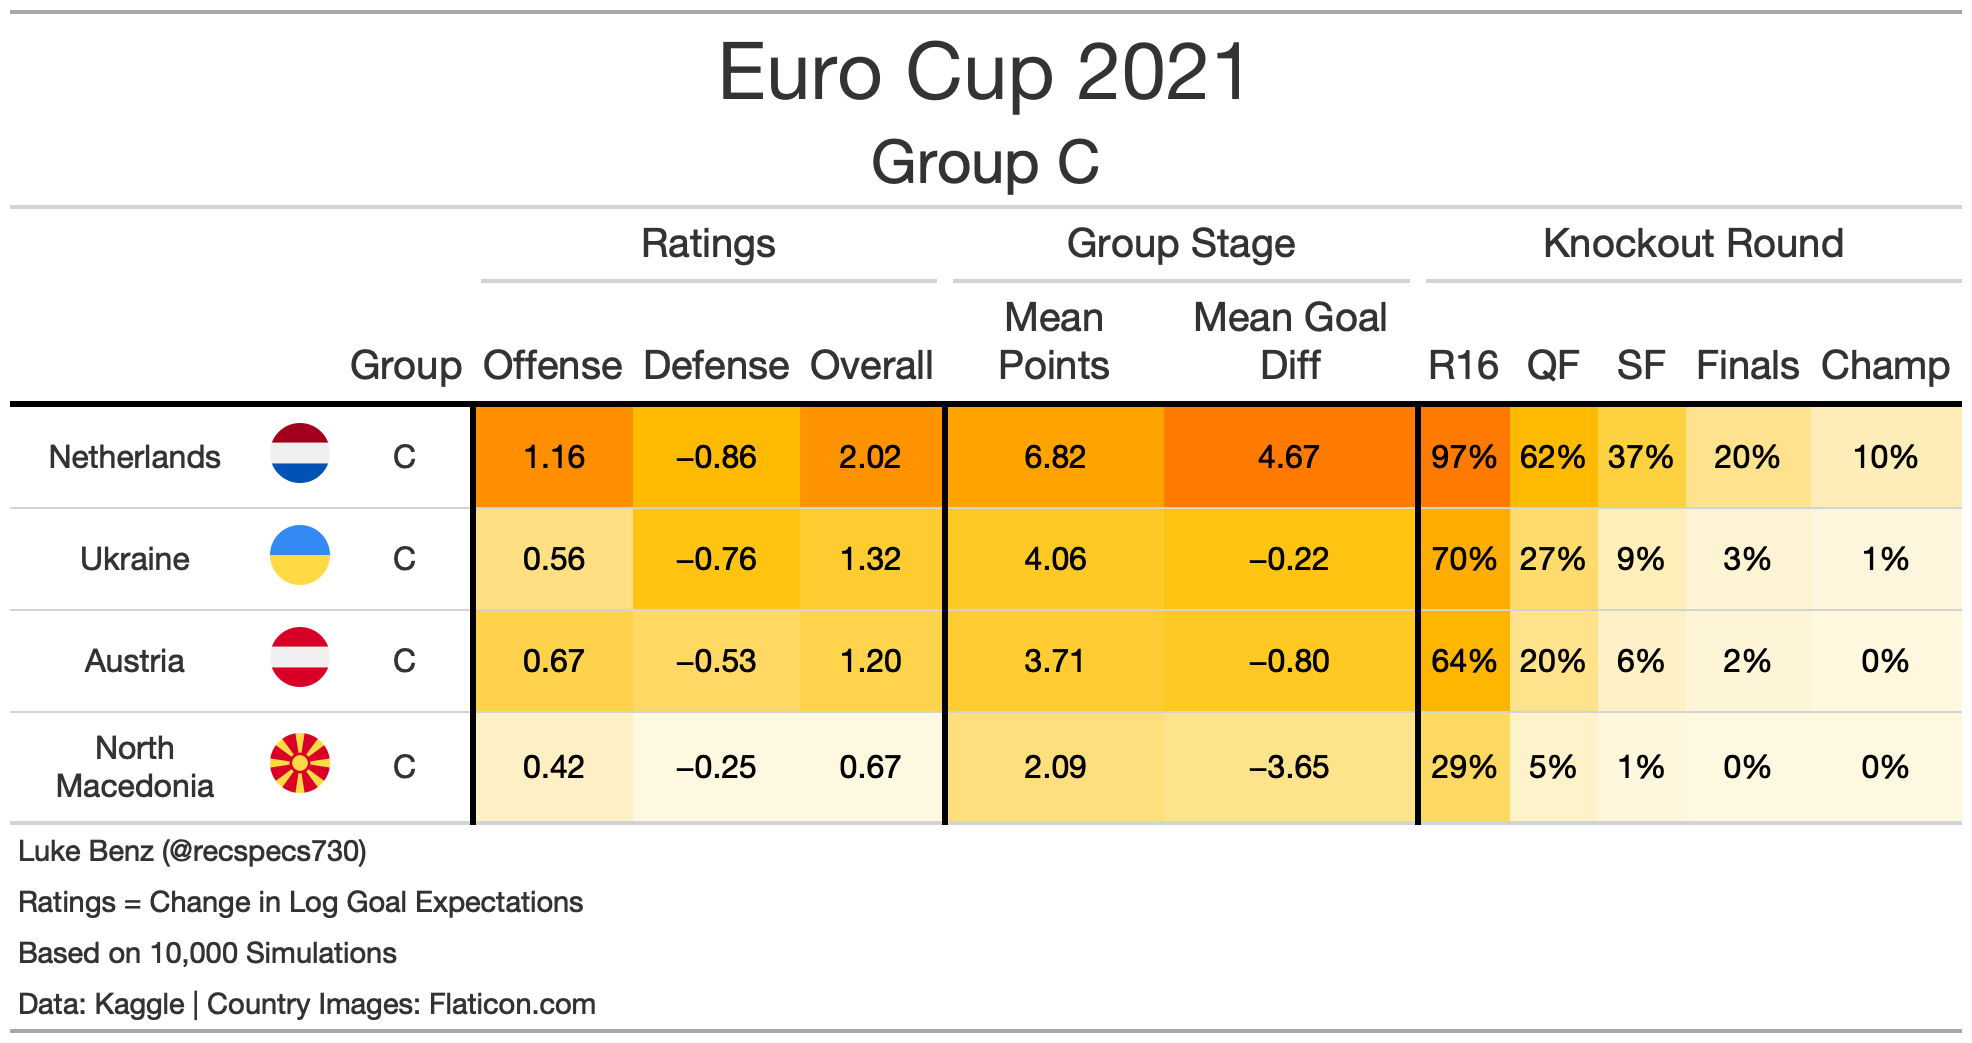 Euro Cup 2021
Group C
Ratings Group Stage Knockout Round
Mean Mean Goal
Group Offense Defense Overall Points Diff R16 QF SF Finals Champ
Netherlands C 1.16 −0.86 2.02 6.82 4.67 97% 62% 37% 20% 10%
Ukraine C 0.56 −0.76 1.32 4.06 −0.22 70% 27% 9% 3% 1%
Austria C 0.67 −0.53 1.20 3.71 −0.80 64% 20% 6% 2% 0%
North
Macedonia C 0.42 −0.25 0.67 2.09 −3.65 29% 5% 1% 0% 0%
Luke Benz (@recspecs730)
Ratings = Change in Log Goal Expectations
Based on 10,000 Simulations
Data: Kaggle | Country Images: Flaticon.com